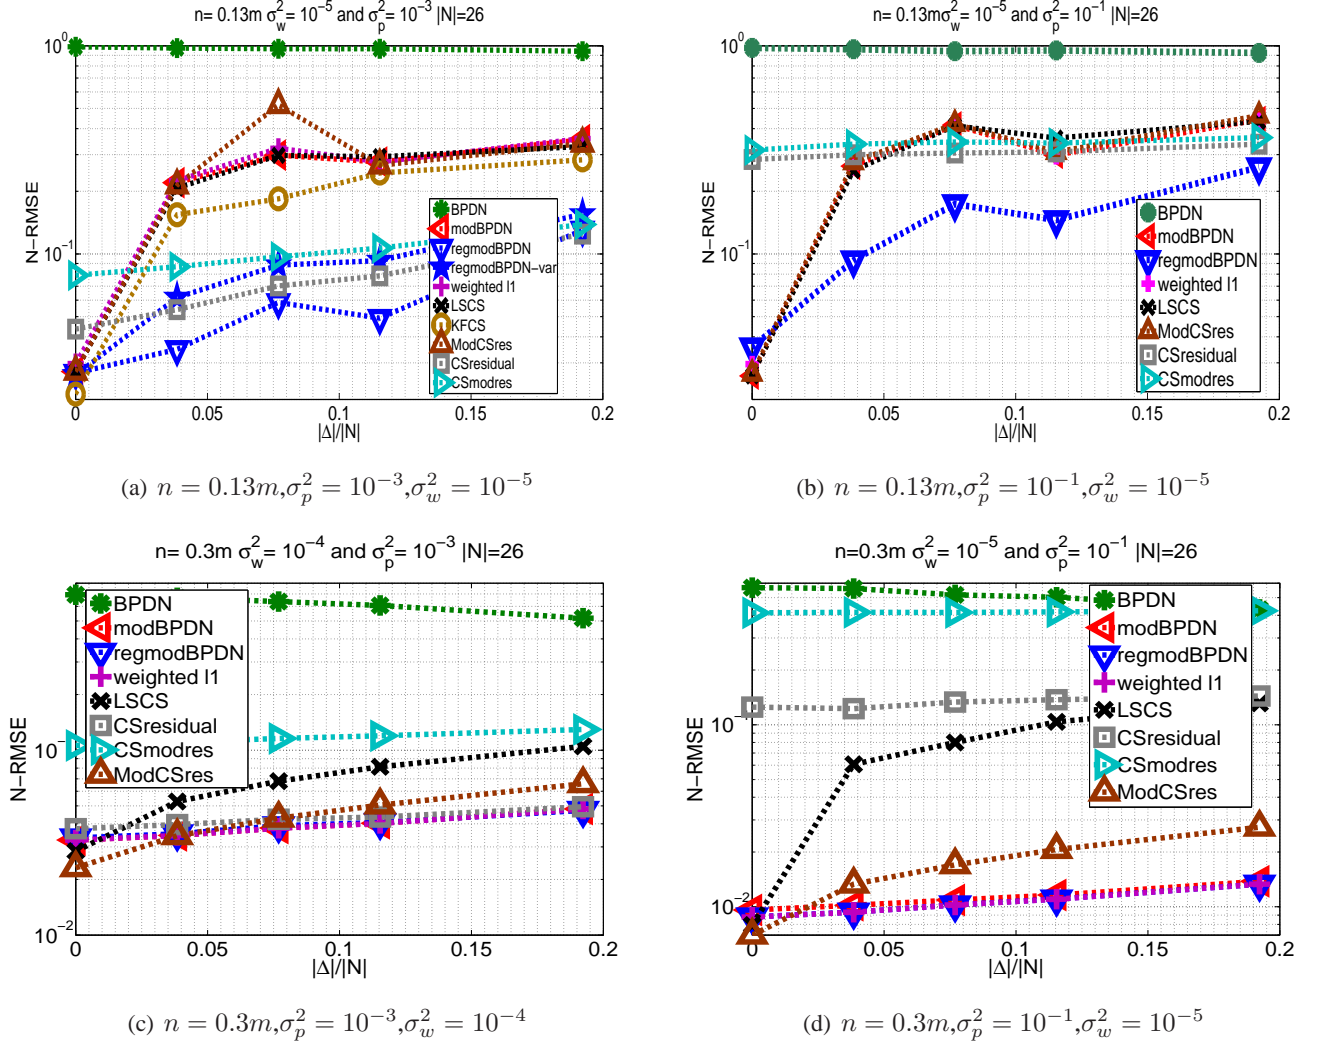 n= 0.13m σ_w^2= 10^-5 and σ_p^2= 10^-3 |N|=26
10^0
10^-1
N−RMSE
0
0.05
0.1
0.15
0.2
|Δ|/|N|
BPDN
modBPDN
regmodBPDN
regmodBPDN−var
weighted l1
LSCS
KFCS
ModCSres
CSresidual
CSmodres
(a) n = 0.13m,σ_p^2 = 10^-3,σ_w^2 = 10^-5
n= 0.13mσ_w^2 =10^-5 and σ_p^2= 10^-1 |N|=26
10^0
10^-1
N−RMSE
0
0.05
0.1
0.15
0.2
|Δ|/|N|
BPDN
modBPDN
regmodBPDN
weighted l1
LSCS
ModCSres
CSresidual
CSmodres
(b) n = 0.13m,σ_p^2 = 10^-1,σ_w^2 = 10^-5
n= 0.3m σ_w^2= 10^-4 and σ_p^2= 10^-3 |N|=26
10^-1
10^-2
N−RMSE
0
0.05
0.1
0.15
0.2
|Δ|/|N|
BPDN
modBPDN
regmodBPDN
weighted l1
LSCS
CSresidual
CSmodres
ModCSres
(c) n = 0.3m,σ_p^2 = 10^-3,σ_w^2 = 10^-4
n=0.3m σ_w^2= 10^-5 and σ_p^2= 10^-1 |N|=26
10^-1
10^-2
N−RMSE
0
0.05
0.1
0.15
0.2
|Δ|/|N|
BPDN
modBPDN
regmodBPDN
weighted l1
LSCS
CSresidual
CSmodres
ModCSres
(d) n = 0.3m,σ_p^2 = 10^-1,σ_w^2 = 10^-5